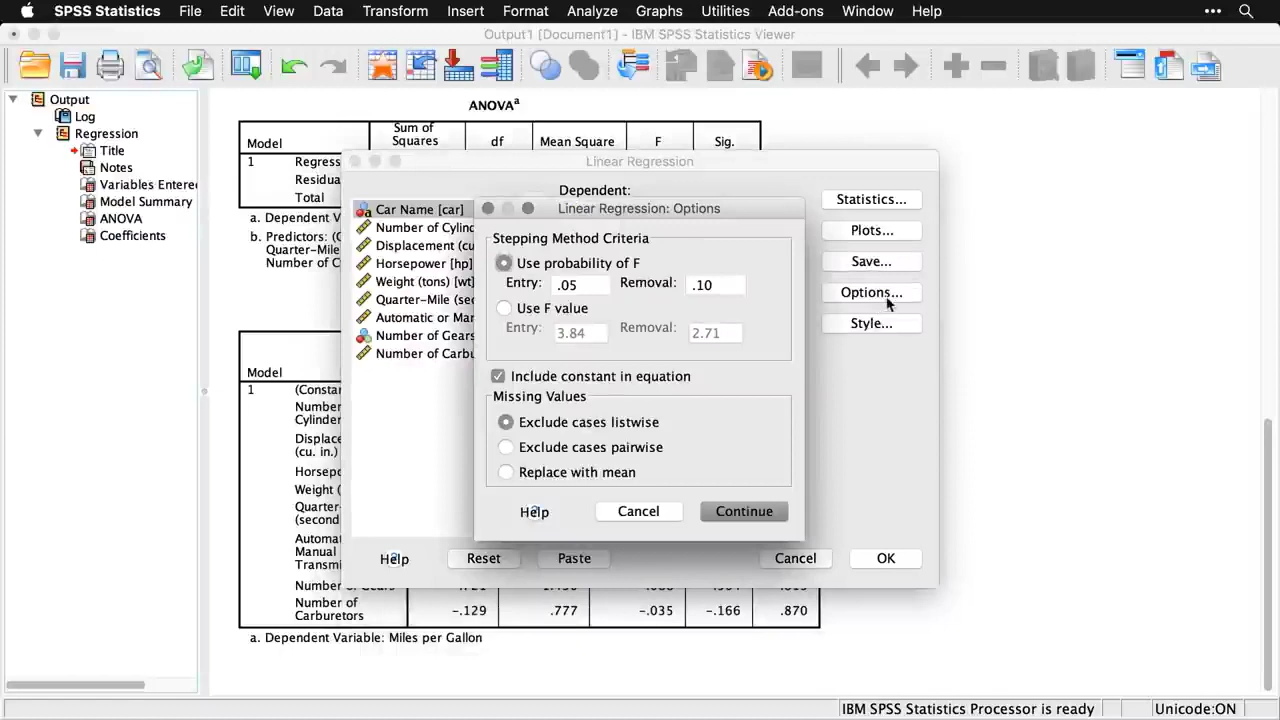 SPSS Statistics File Edit View Data Transform Insert Format Analyze Graphs Utilities Add-ons Window Help
Output1 [Document1] - IBM SPSS Statistics Viewer
Output
Log
Regression
Title
Notes
Variables Entere
Model Summary
ANOVA
Coefficients
ANOVAa
Model Sum of Squares df Mean Square F Sig.
1 Regress
Residua
Total
a. Dependent V
b. Predictors: (C
Quarter-Mile
Number of C
Model
1 (Constan
Number
Cylinder
Displace
(cu. in.)
Horsepo
Weight (
Quarter-
(second
Automat
Manual
Transmi
Number of Gears
Number of
Carburetors -.129 .777 -.035 -.166 .870
a. Dependent Variable: Miles per Gallon
Linear Regression
Dependent:
Car Name [car]
Number of Cylind
Displacement (cu
Horsepower [hp]
Weight (tons) [wt]
Quarter-Mile (sec
Automatic or Man
Number of Gears
Number of Carbu
Statistics...
Plots...
Save...
Options...
Style...
Help Reset Paste Cancel OK
Linear Regression: Options
Stepping Method Criteria
Use probability of F
Entry: .05 Removal: .10
Use F value
Entry: 3.84 Removal: 2.71
Include constant in equation
Missing Values
Exclude cases listwise
Exclude cases pairwise
Replace with mean
Help Cancel Continue
IBM SPSS Statistics Processor is ready Unicode:ON